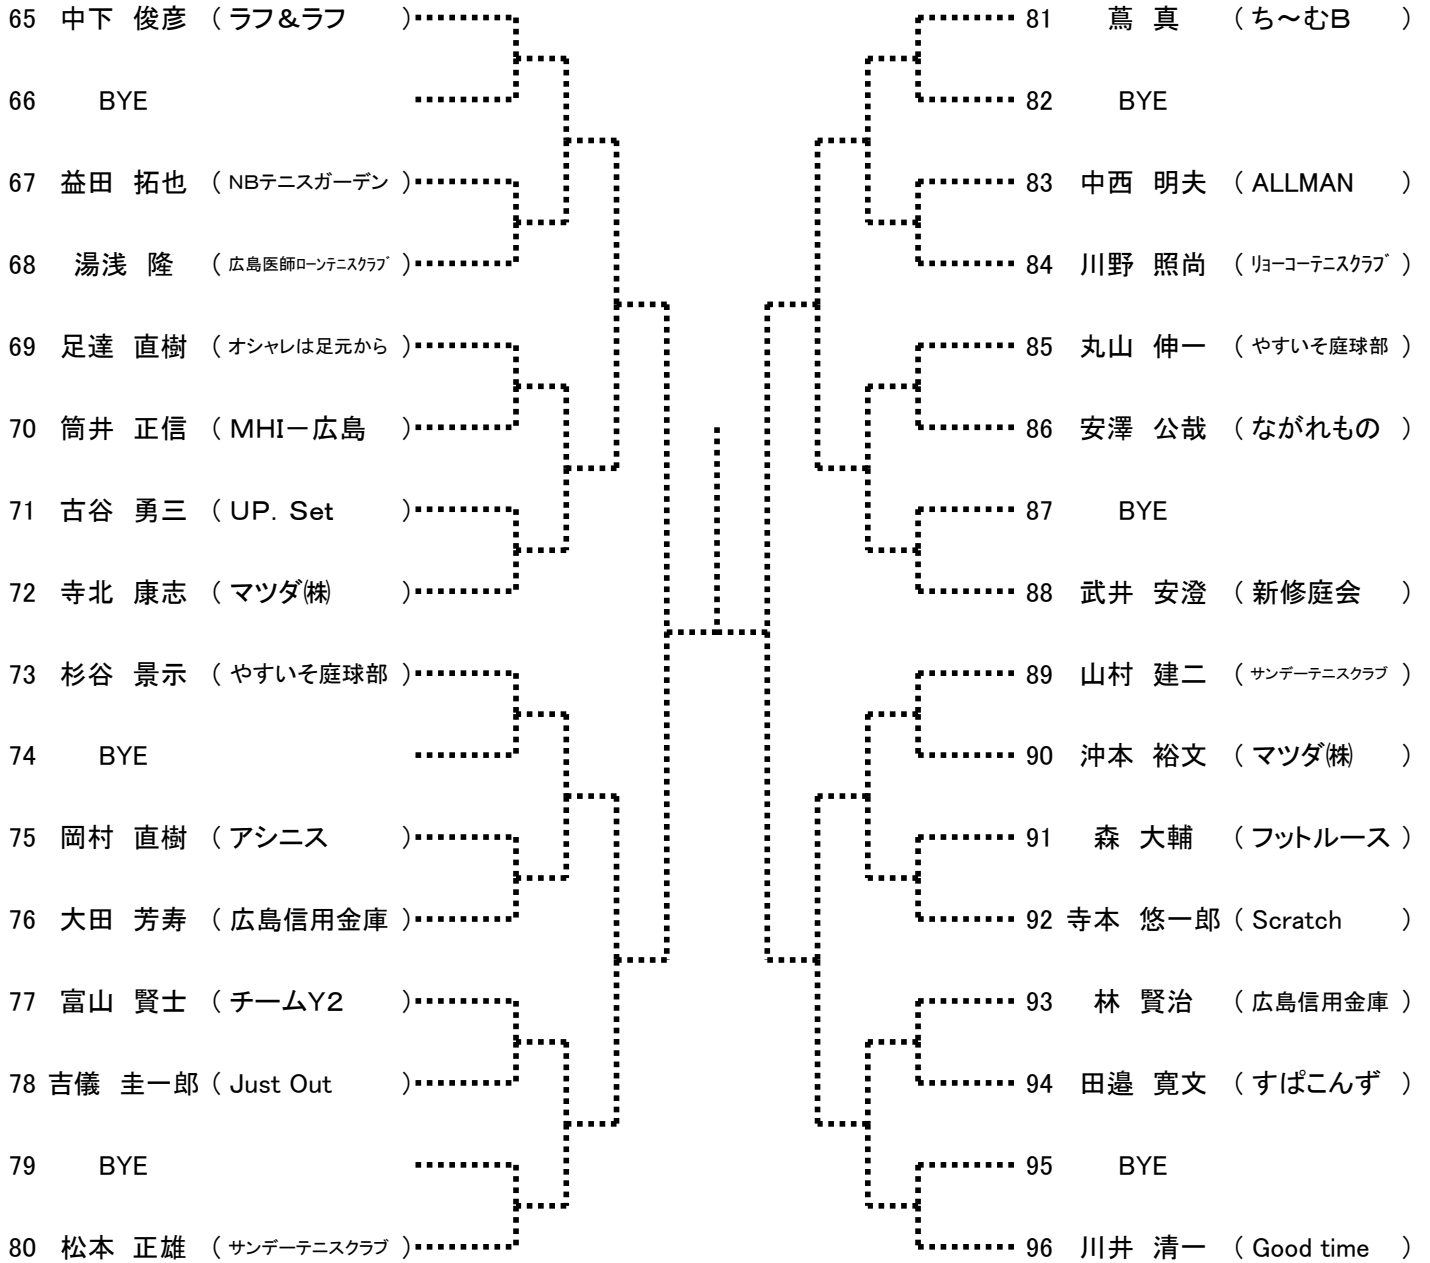 65 中下 俊彦 ( ラフ&ラフ )
66 BYE
67 益田 拓也 ( NBテニスガーデン )
68 湯浅 隆 ( 広島医師ローンテニスクラブ )
69 足達 直樹 ( オシャレは足元から )
70 筒井 正信 ( MHI－広島 )
71 古谷 勇三 ( UP. Set )
72 寺北 康志 ( マツダ㈱ )
73 杉谷 景示 ( やすいそ庭球部 )
74 BYE
75 岡村 直樹 ( アシニス )
76 大田 芳寿 ( 広島信用金庫 )
77 富山 賢士 ( チームY2 )
78 吉儀 圭一郎 ( Just Out )
79 BYE
80 松本 正雄 ( サンデーテニスクラブ )
81 蔦 真 ( ち～むB )
82 BYE
83 中西 明夫 ( ALLMAN )
84 川野 照尚 ( リョーコーテニスクラブ )
85 丸山 伸一 ( やすいそ庭球部 )
86 安澤 公哉 ( ながれもの )
87 BYE
88 武井 安澄 ( 新修庭会 )
89 山村 建二 ( サンデーテニスクラブ )
90 沖本 裕文 ( マツダ㈱ )
91 森 大輔 ( フットルース )
92 寺本 悠一郎 ( Scratch )
93 林 賢治 ( 広島信用金庫 )
94 田邉 寛文 ( すぱこんず )
95 BYE
96 川井 清一 ( Good time )